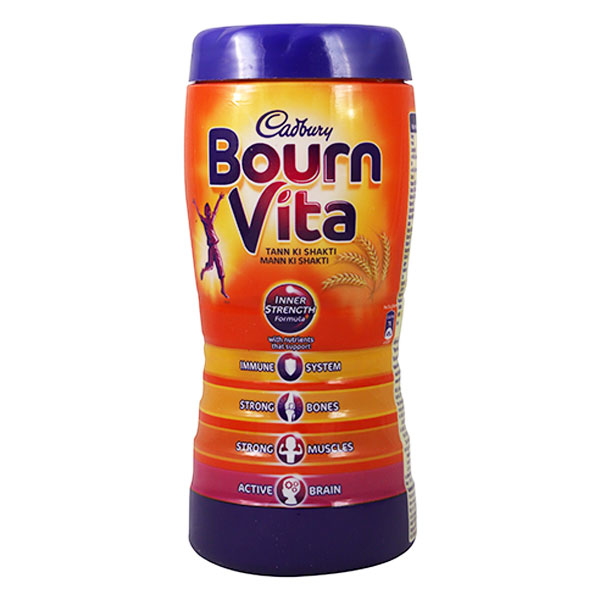 Cadbury
Bourn
Vita
TANN KI SHAKTI
MANN KI SHAKTI
INNER
STRENGTH
Formula
with nutrients
that support
IMMUNE SYSTEM
STRONG BONES
STRONG MUSCLES
ACTIVE BRAIN